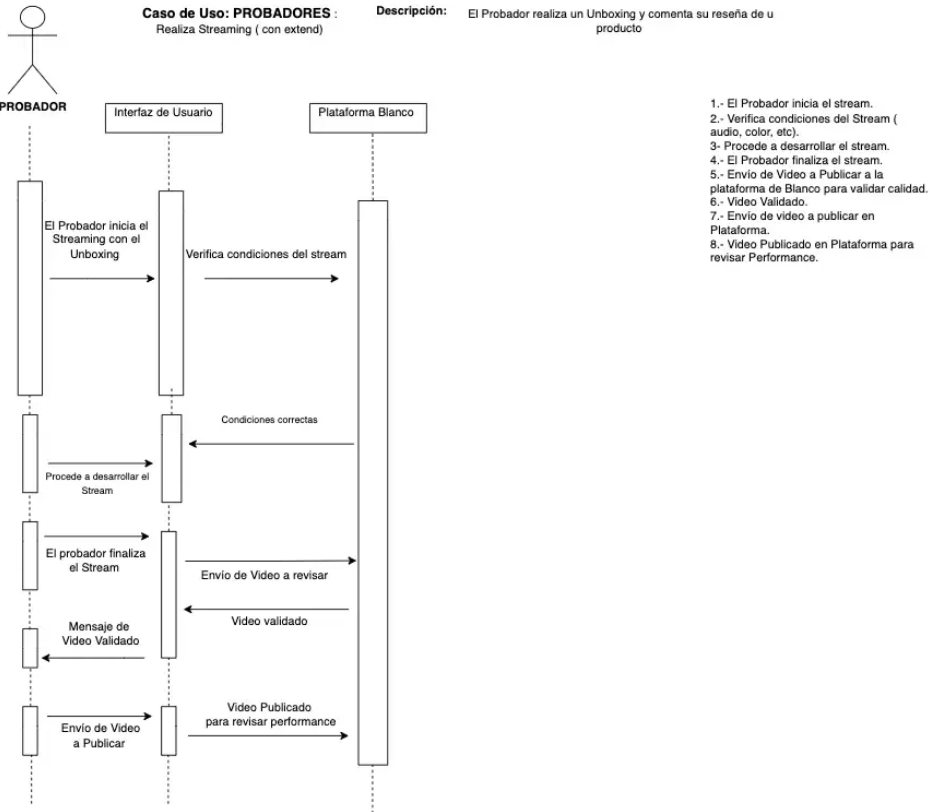 Caso de Uso: PROBADORES :
Realiza Streaming ( con extend)
Descripción:
El Probador realiza un Unboxing y comenta su reseña de u
producto
PROBADOR
Interfaz de Usuario
Plataforma Blanco
1.- El Probador inicia el stream.
2.- Verifica condiciones del Stream (
audio, color, etc).
3- Procede a desarrollar el stream.
4.- El Probador finaliza el stream.
5.- Envío de Video a Publicar a la
plataforma de Blanco para validar calidad.
6.- Video Validado.
7.- Envío de video a publicar en
Plataforma.
8.- Video Publicado en Plataforma para
revisar Performance.
El Probador inicia el
Streaming con el
Unboxing
Verifica condiciones del stream
Condiciones correctas
Procede a desarrollar el
Stream
El probador finaliza
el Stream
Envío de Video a revisar
Video validado
Mensaje de
Video Validado
Video Publicado
para revisar performance
Envío de Video
a Publicar